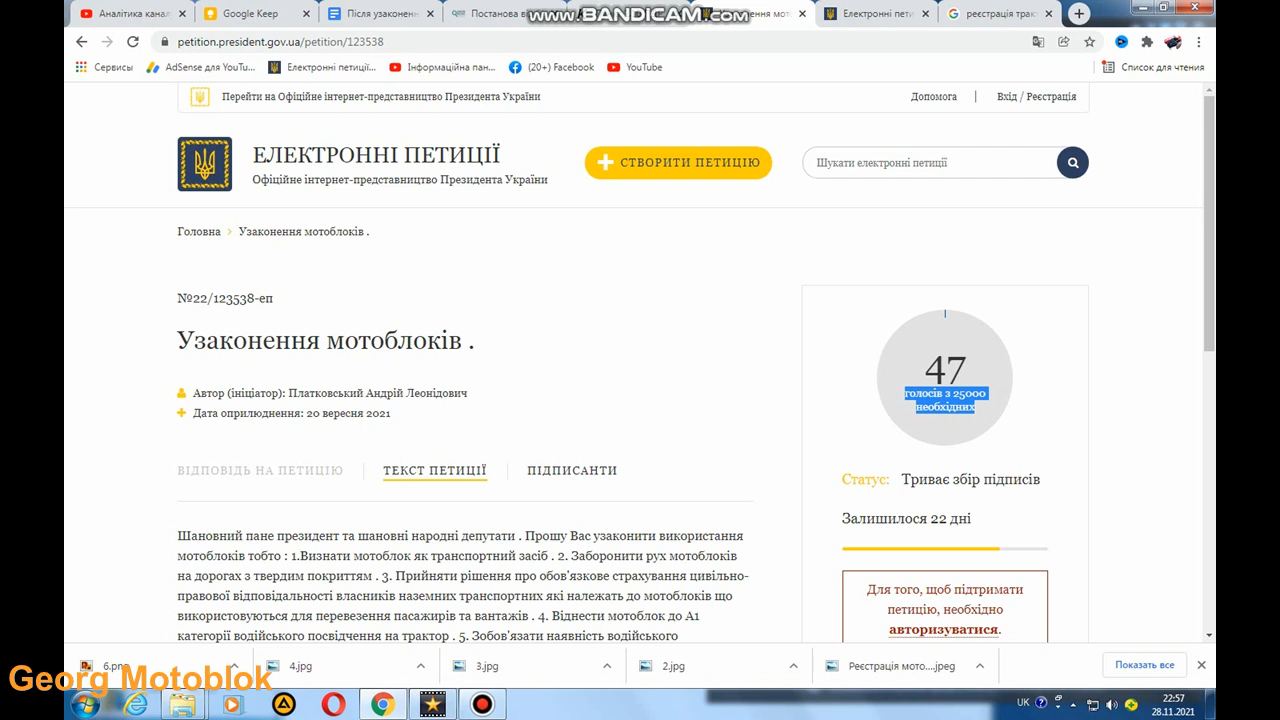 Аналітика канал
Google Keep
Після узаконенн
Постанова ві
www.BANDICAM.com
Електронні пети
реєстрація трак
petition.president.gov.ua/petition/123538
Сервисы
AdSense для YouTu...
Електронні петиції...
Інформаційна пан...
(20+) Facebook
YouTube
Список для чтения
Перейти на Офіційне інтернет-представництво Президента України
Допомога | Вхід / Реєстрація
ЕЛЕКТРОННІ ПЕТИЦІЇ
Офіційне інтернет-представництво Президента України
СТВОРИТИ ПЕТИЦІЮ
Шукати електронні петиції
Головна > Узаконення мотоблоків .
№22/123538-еп
Узаконення мотоблоків .
Автор (ініціатор): Платковський Андрій Леонідович
Дата оприлюднення: 20 вересня 2021
ВІДПОВІДЬ НА ПЕТИЦІЮ
ТЕКСТ ПЕТИЦІЇ
ПІДПИСАНТИ
Шановний пане президент та шановні народні депутати . Прошу Вас узаконити використання
мотоблоків тобто : 1.Визнати мотоблок як транспортний засіб . 2. Заборонити рух мотоблоків
на дорогах з твердим покриттям . 3. Прийняти рішення про обов'язкове страхування цивільно-
правової відповідальності власників наземних транспортних які належать до мотоблоків що
використовуються для перевезення пасажирів та вантажів . 4. Віднести мотоблок до А1
категорії водійського посвідчення на трактор . 5. Зобов'язати наявність водійського
47
голосів з 25000
необхідних
Статус: Триває збір підписів
Залишилося 22 дні
Для того, щоб підтримати
петицію, необхідно
авторизуватися.
6.png
4.jpg
3.jpg
2.jpg
Реєстрація мото....jpeg
Показать все
Georg Motoblok
UK
22:57
28.11.2021